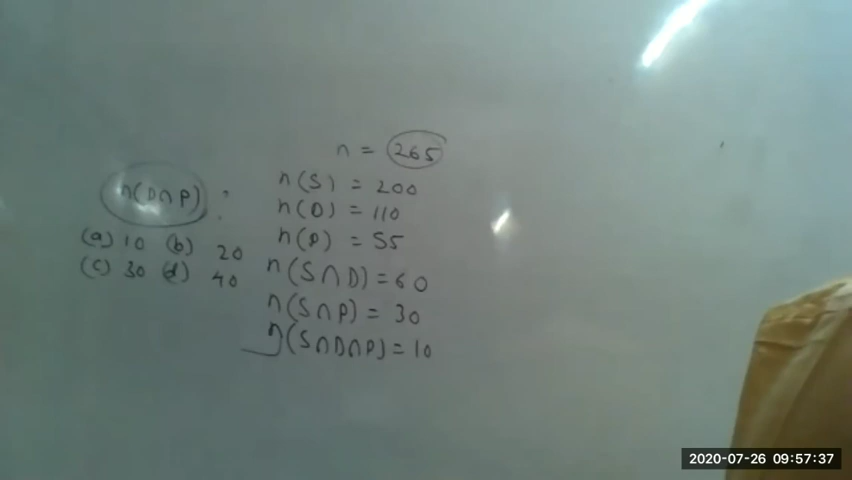 n = 265
n(D∩P) :
n(S) = 200
n(D) = 110
n(P) = 55
(a) 10 (b) 20
(c) 30 (d) 40
n(S∩D) = 60
n(S∩P) = 30
n(S∩D∩P) = 10
2020-07-26 09:57:37